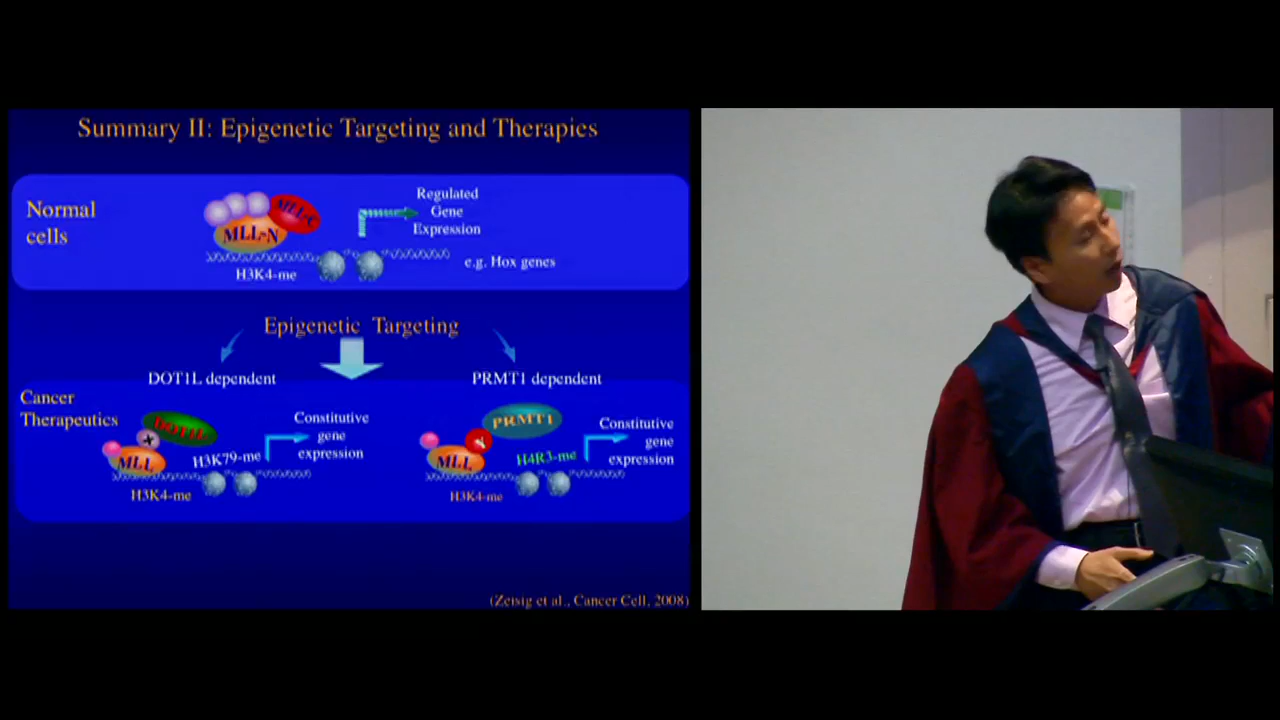 Summary II: Epigenetic Targeting and Therapies
Normal
cells
MLL-N
MLL-C
H3K4-me
Regulated
Gene
Expression
e.g. Hox genes
Epigenetic Targeting
DOT1L dependent
PRMT1 dependent
Cancer
Therapeutics
DOT1L
X
MLL
H3K79-me
H3K4-me
Constitutive
gene
expression
PRMT1
MLL
H4R3-me
H3K4-me
Constitutive
gene
expression
(Zeisig et al., Cancer Cell, 2008)